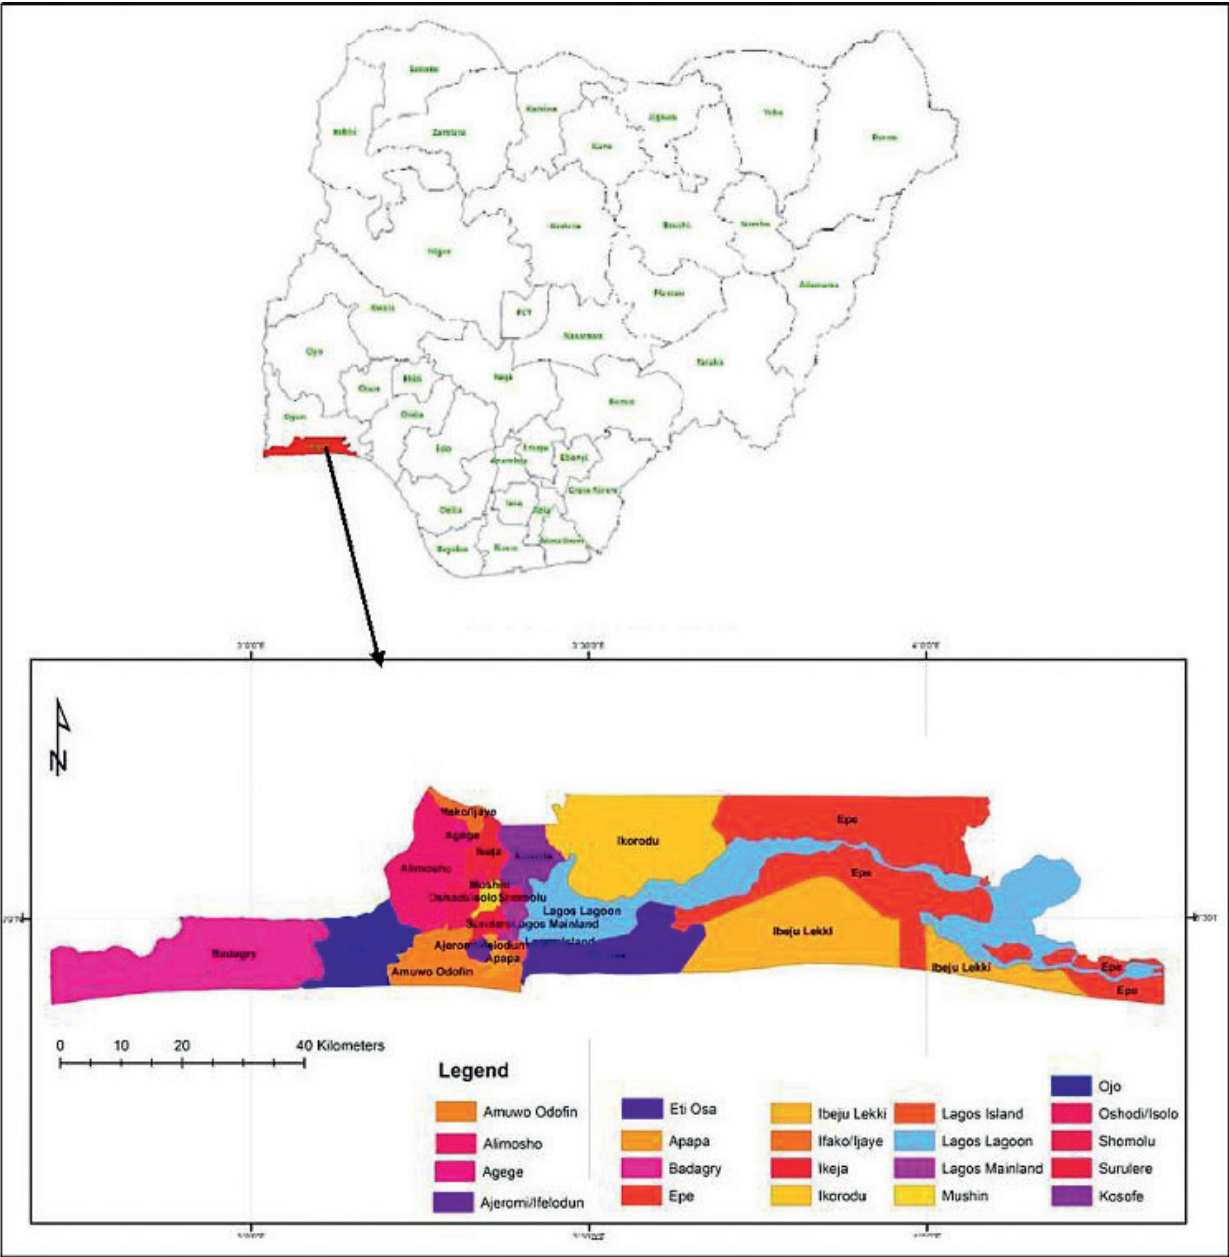 Sokoto
Kebbi
Zamfara
Katsina
Kano
Jigawa
Yobe
Borno
Niger
Kaduna
Bauchi
Gombe
Adamawa
Plateau
Kwara
FCT
Nasarawa
Oyo
Taraba
Osun
Ekiti
Kogi
Benue
Ogun
Ondo
Edo
Enugu
Anambra
Ebonyi
Cross Rivers
Delta
Imo
Abia
Bayelsa
Rivers
3°0'0"E
4°0'0"E
N
Ifako/Ijaye
Agege
Ikeja
Kosofe
Ikorodu
Epe
Alimosho
Epe
Moshin
Oshodi/Isolo Shomolu
Lagos Lagoon
Surulere Lagos Mainland
Lagos Island
Ajeromi/Ifelodun
Apapa
Badagry
Amuwo Odofin
Ibeju Lekki
Ibeju Lekki
Epe
Epe
0 10 20 40 Kilometers
Legend
Amuwo Odofin
Alimosho
Agege
Ajeromi/Ifelodun
Eti Osa
Apapa
Badagry
Epe
Ibeju Lekki
Ifako/Ijaye
Ikeja
Ikorodu
Lagos Island
Lagos Lagoon
Lagos Mainland
Mushin
Ojo
Oshodi/Isolo
Shomolu
Surulere
Kosofe